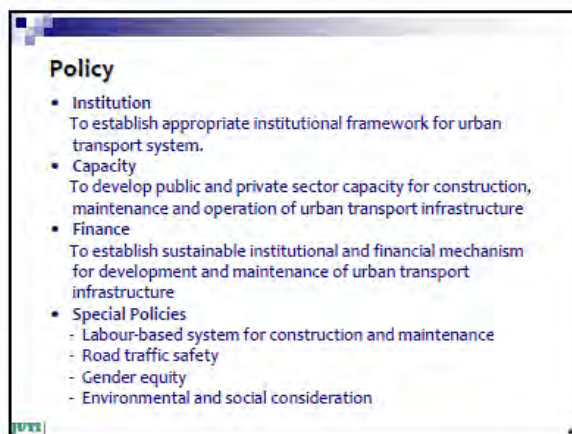 Policy
• Institution
To establish appropriate institutional framework for urban
transport system.
• Capacity
To develop public and private sector capacity for construction,
maintenance and operation of urban transport infrastructure
• Finance
To establish sustainable institutional and financial mechanism
for development and maintenance of urban transport
infrastructure
• Special Policies
- Labour-based system for construction and maintenance
- Road traffic safety
- Gender equity
- Environmental and social consideration